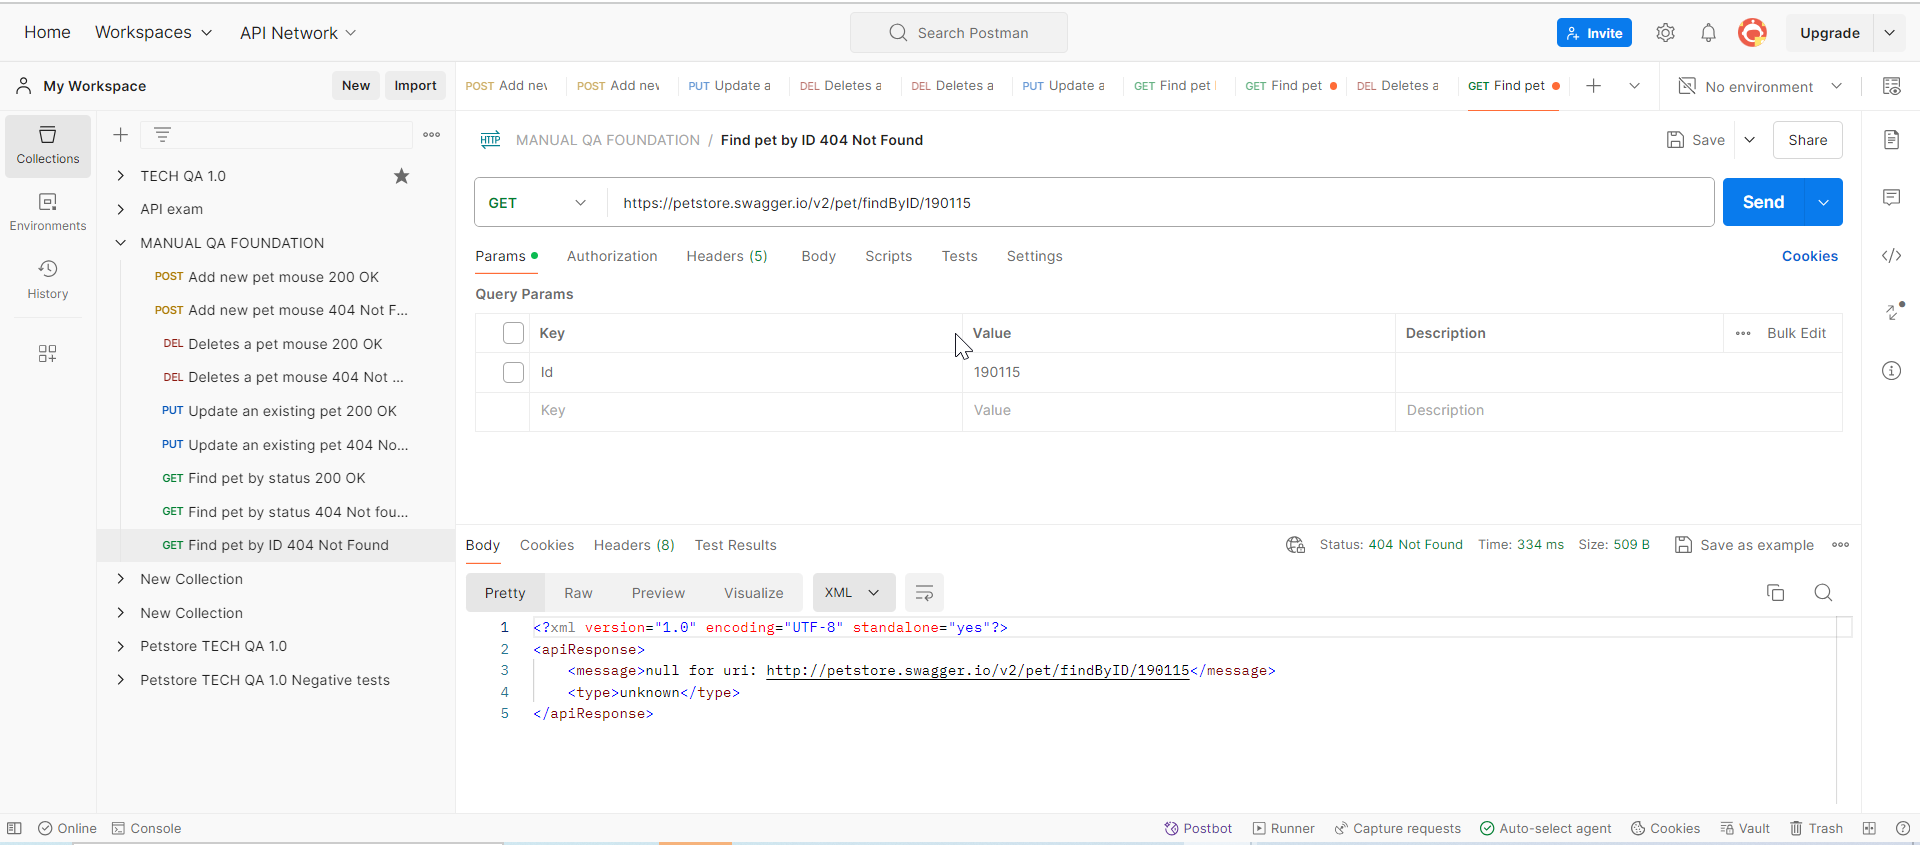 Home Workspaces API Network Search Postman Invite Upgrade
My Workspace New Import
POST Add nev POST Add nev PUT Update a DEL Deletes a DEL Deletes a PUT Update a GET Find pet GET Find pet DEL Deletes a GET Find pet No environment
Collections
Environments
History
TECH QA 1.0
API exam
MANUAL QA FOUNDATION
POST Add new pet mouse 200 OK
POST Add new pet mouse 404 Not F...
DEL Deletes a pet mouse 200 OK
DEL Deletes a pet mouse 404 Not ...
PUT Update an existing pet 200 OK
PUT Update an existing pet 404 No...
GET Find pet by status 200 OK
GET Find pet by status 404 Not fou...
GET Find pet by ID 404 Not Found
New Collection
New Collection
Petstore TECH QA 1.0
Petstore TECH QA 1.0 Negative tests
HTTP MANUAL QA FOUNDATION / Find pet by ID 404 Not Found Save Share
GET https://petstore.swagger.io/v2/pet/findByID/190115 Send
Params Authorization Headers (5) Body Scripts Tests Settings Cookies
Query Params
Key Value Description Bulk Edit
Id 190115
Key Value Description
Body Cookies Headers (8) Test Results Status: 404 Not Found Time: 334 ms Size: 509 B Save as example
Pretty Raw Preview Visualize XML
1 <?xml version="1.0" encoding="UTF-8" standalone="yes"?>
2 <apiResponse>
3 <message>null for uri: http://petstore.swagger.io/v2/pet/findByID/190115</message>
4 <type>unknown</type>
5 </apiResponse>
Online Console Postbot Runner Capture requests Auto-select agent Cookies Vault Trash